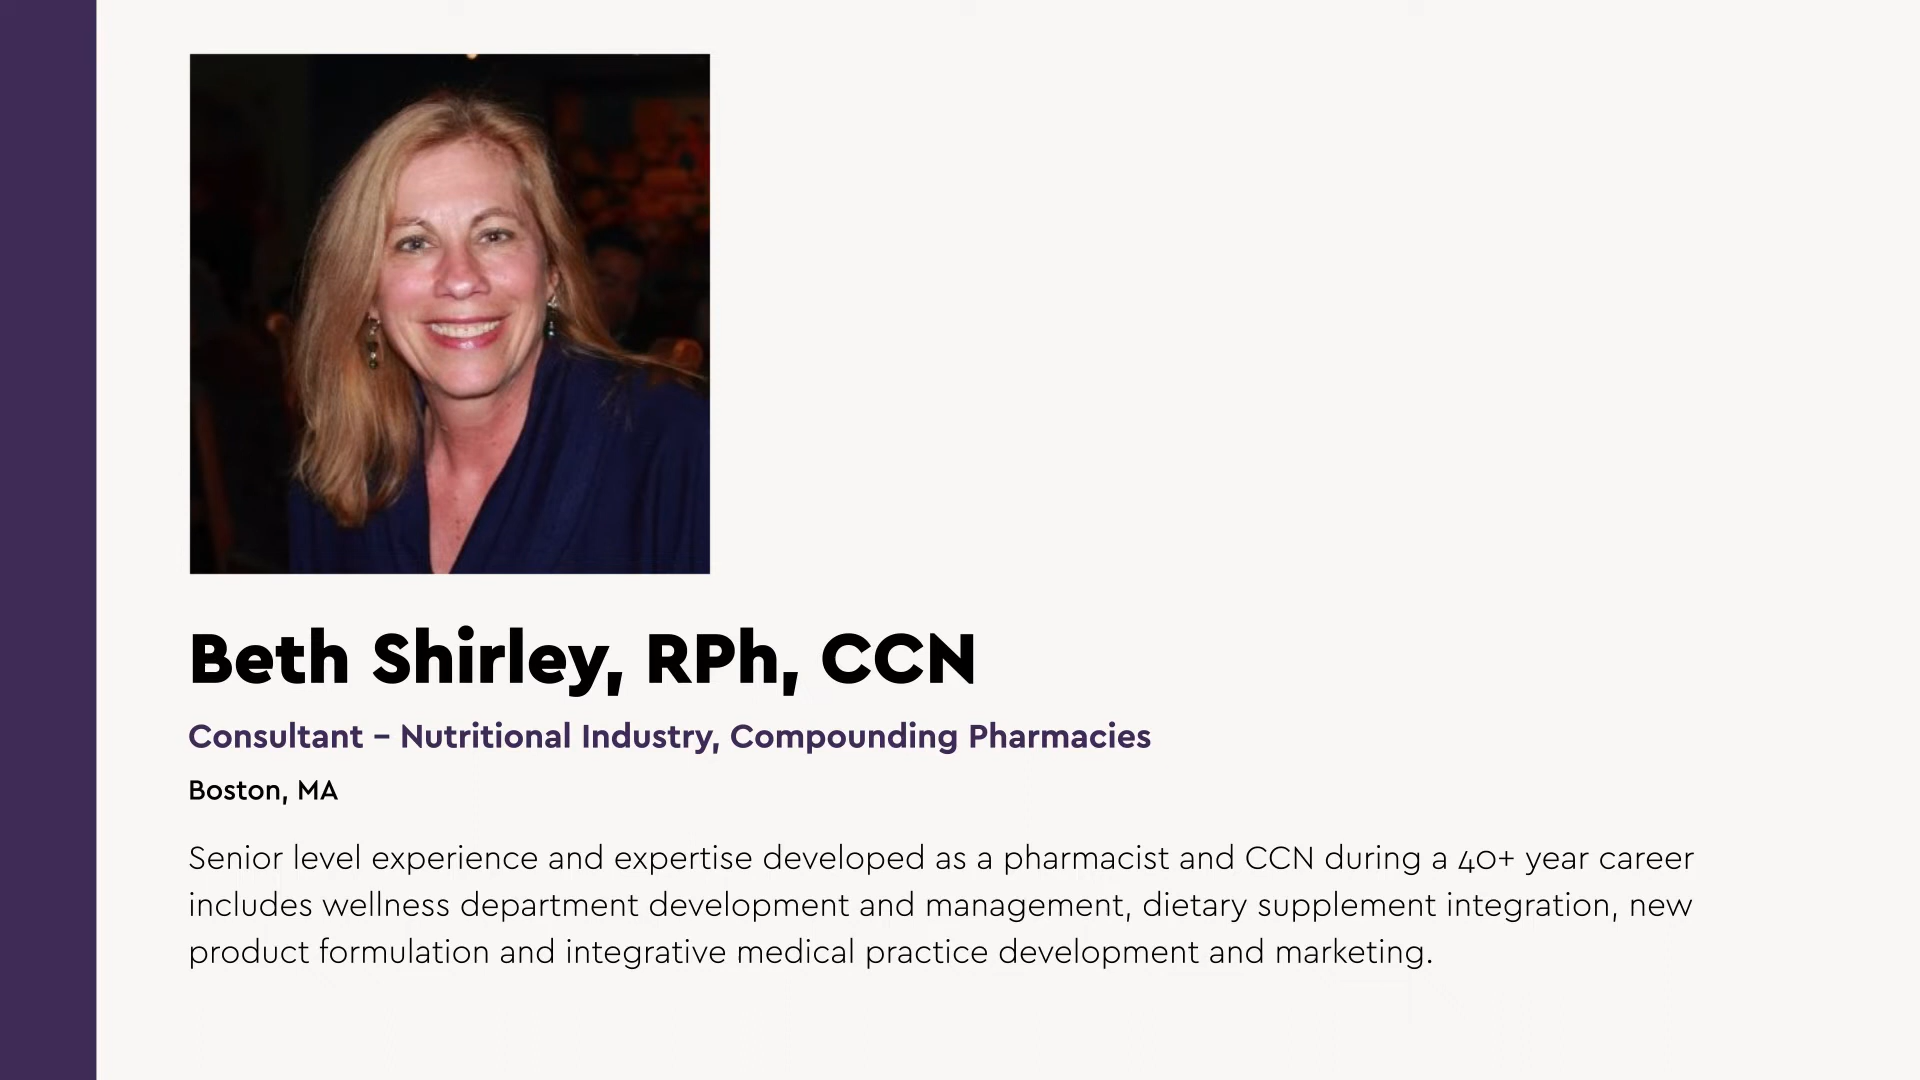 Beth Shirley, RPh, CCN
Consultant – Nutritional Industry, Compounding Pharmacies
Boston, MA
Senior level experience and expertise developed as a pharmacist and CCN during a 40+ year career
includes wellness department development and management, dietary supplement integration, new
product formulation and integrative medical practice development and marketing.